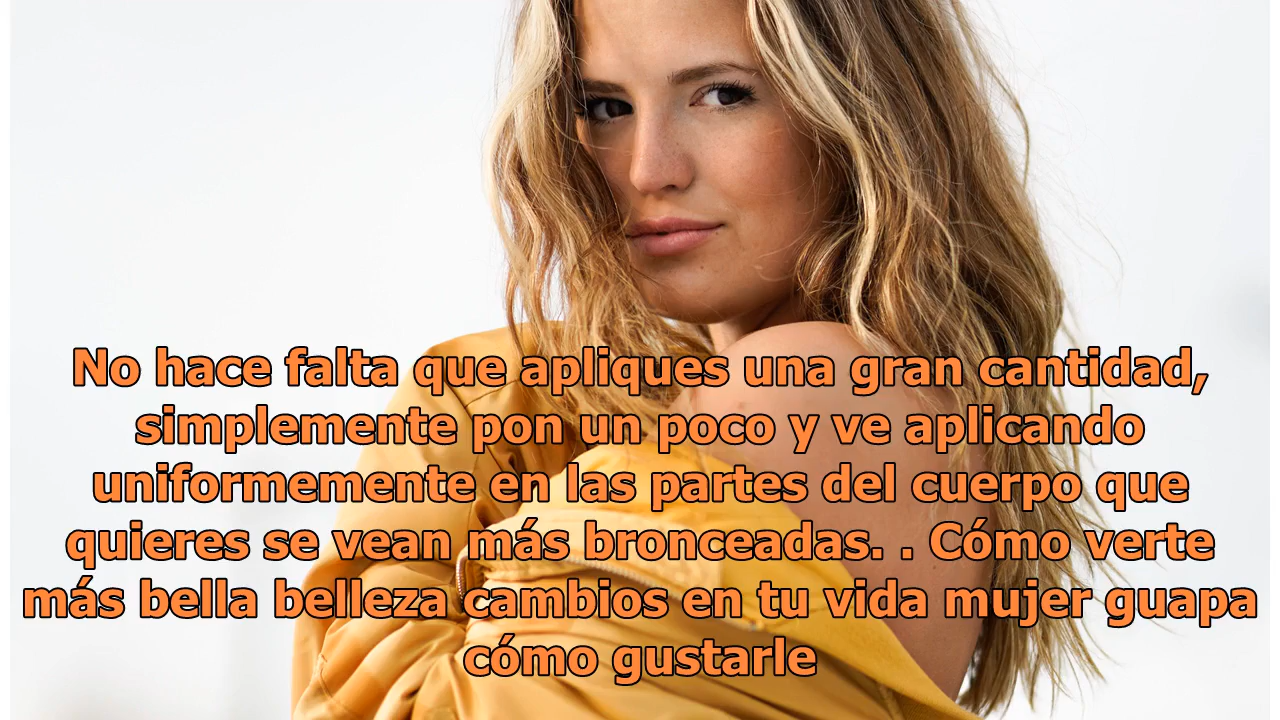 No hace falta que apliques una gran cantidad,
simplemente pon un poco y ve aplicando
uniformemente en las partes del cuerpo que
quieres se vean más bronceadas. . Cómo verte
más bella belleza cambios en tu vida mujer guapa
cómo gustarle